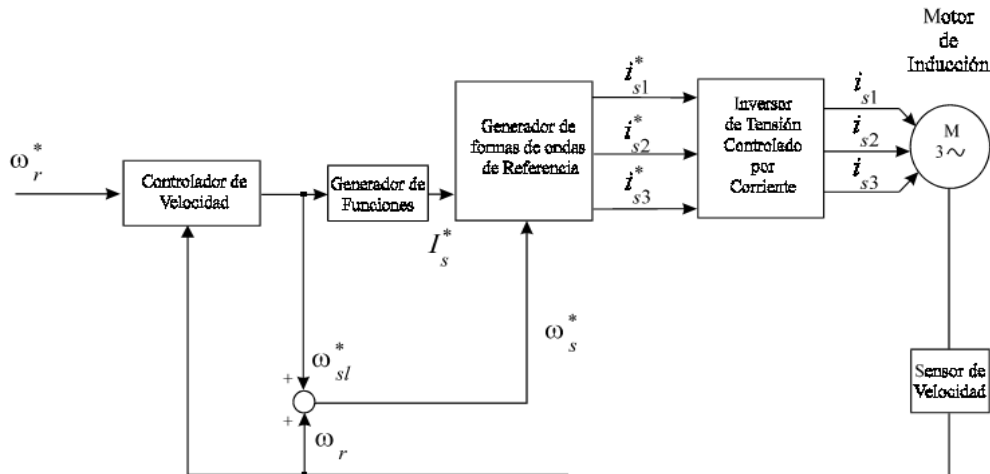 Motor
de
Inducción
ω*r
Controlador de
Velocidad
Generador de
Funciones
I*s
Generador de
formas de ondas
de Referencia
i*s1
i*s2
i*s3
Inversor
de Tensión
Controlado
por
Corriente
is1
is2
is3
M
3∼
ω*s
ω*sl
+
+
ωr
Sensor de
Velocidad